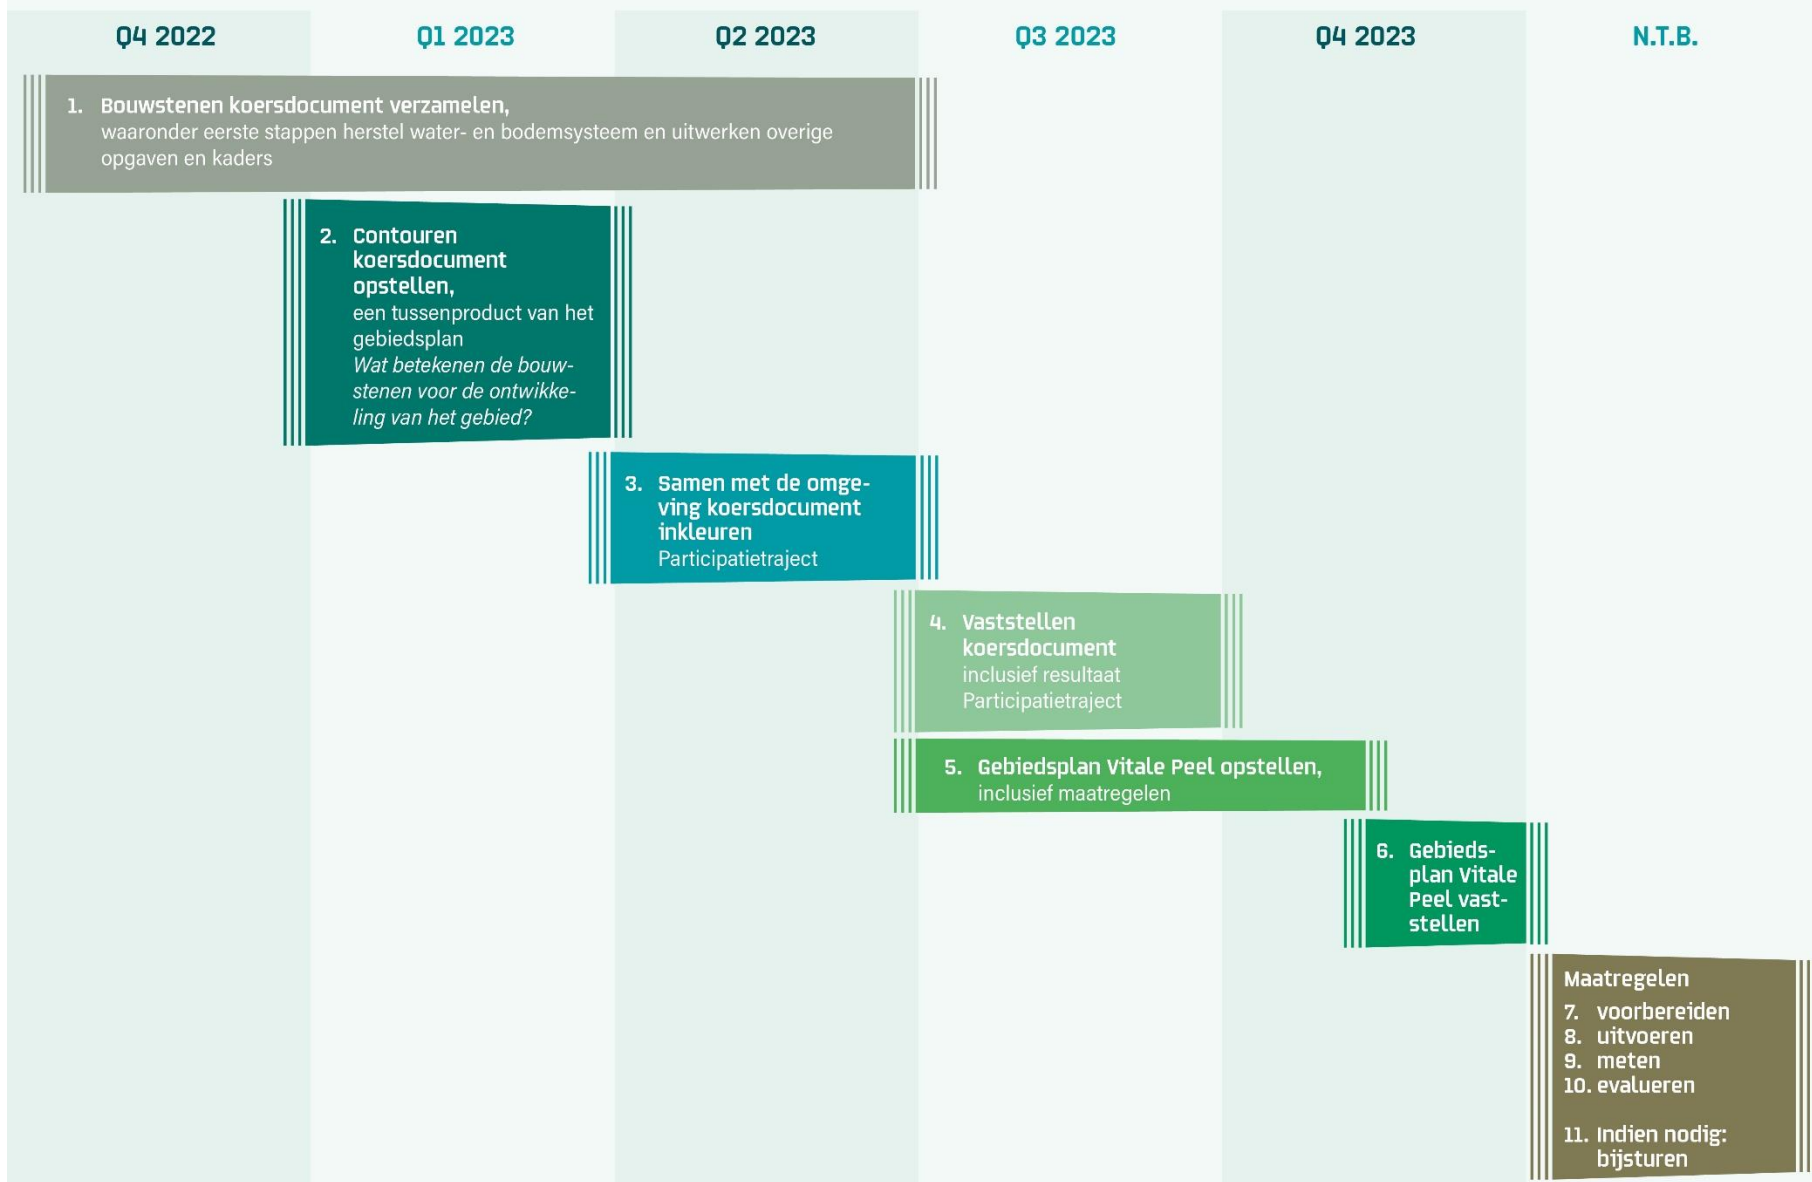 Q4 2022
Q1 2023
Q2 2023
Q3 2023
Q4 2023
N.T.B.
1. Bouwstenen koersdocument verzamelen,
waaronder eerste stappen herstel water- en bodemsysteem en uitwerken overige
opgaven en kaders
2. Contouren
koersdocument
opstellen,
een tussenproduct van het
gebiedsplan
Wat betekenen de bouw-
stenen voor de ontwikke-
ling van het gebied?
3. Samen met de omge-
ving koersdocument
inkleuren
Participatietraject
4. Vaststellen
koersdocument
inclusief resultaat
Participatietraject
5. Gebiedsplan Vitale Peel opstellen,
inclusief maatregelen
6. Gebieds-
plan Vitale
Peel vast-
stellen
Maatregelen
7. voorbereiden
8. uitvoeren
9. meten
10. evalueren
11. Indien nodig:
bijsturen